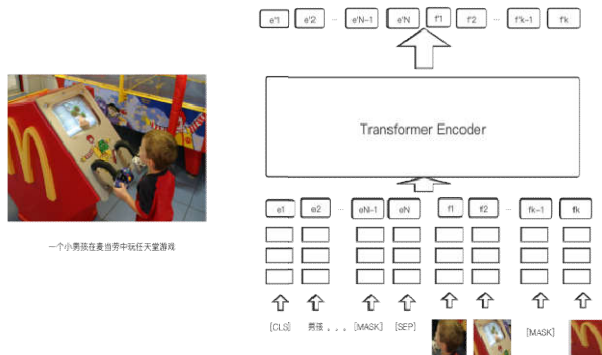 e'1 e'2 ... e'N-1 e'N f'1 f'2 ... f'k-1 f'k
Transformer Encoder
e1 e2 ... eN-1 eN f1 f2 ... fk-1 fk
[CLS] 男孩 。。。 [MASK] [SEP] [MASK]
一个小男孩在麦当劳中玩任天堂游戏